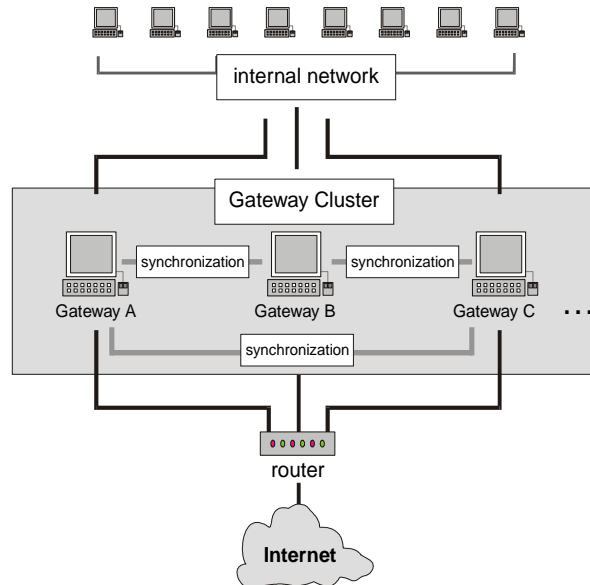 internal network
Gateway Cluster
synchronization
synchronization
Gateway A
Gateway B
Gateway C
...
synchronization
router
Internet